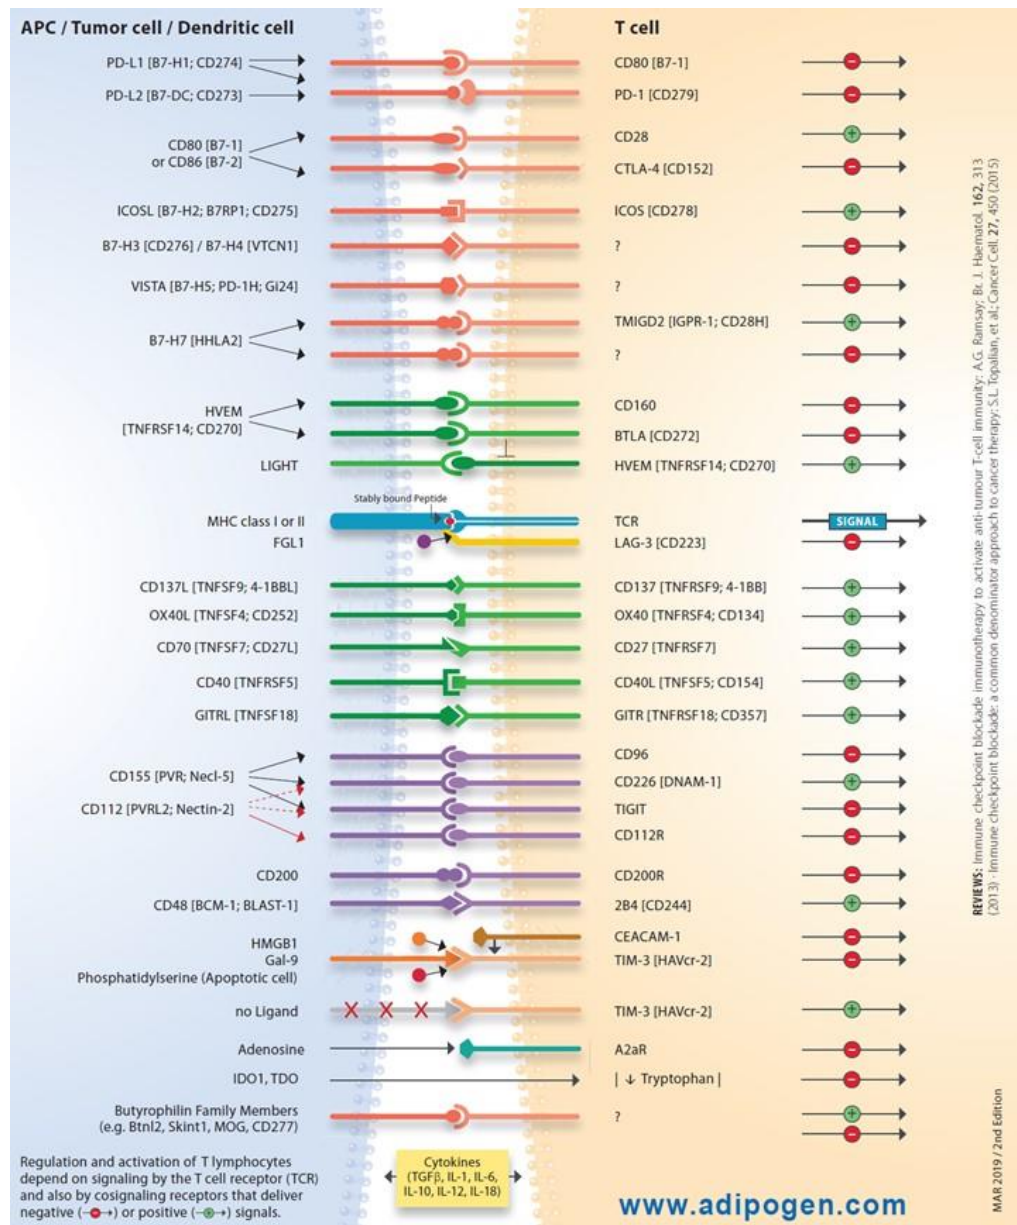 APC / Tumor cell / Dendritic cell
T cell
PD-L1 [B7-H1; CD274]
CD80 [B7-1]
PD-L2 [B7-DC; CD273]
PD-1 [CD279]
CD80 [B7-1]
or CD86 [B7-2]
CD28
CTLA-4 [CD152]
ICOSL [B7-H2; B7RP1; CD275]
ICOS [CD278]
B7-H3 [CD276] / B7-H4 [VTCN1]
?
VISTA [B7-H5; PD-1H; Gi24]
?
B7-H7 [HHLA2]
TMIGD2 [IGPR-1; CD28H]
?
HVEM
[TNFRSF14; CD270]
CD160
BTLA [CD272]
LIGHT
HVEM [TNFRSF14; CD270]
Stably bound Peptide
MHC class I or II
TCR
SIGNAL
FGL1
LAG-3 [CD223]
CD137L [TNFSF9; 4-1BBL]
CD137 [TNFRSF9; 4-1BB]
OX40L [TNFSF4; CD252]
OX40 [TNFRSF4; CD134]
CD70 [TNFSF7; CD27L]
CD27 [TNFRSF7]
CD40 [TNFRSF5]
CD40L [TNFSF5; CD154]
GITRL [TNFSF18]
GITR [TNFRSF18; CD357]
CD155 [PVR; Necl-5]
CD96
CD226 [DNAM-1]
CD112 [PVRL2; Nectin-2]
TIGIT
CD112R
CD200
CD200R
CD48 [BCM-1; BLAST-1]
2B4 [CD244]
HMGB1
CEACAM-1
Gal-9
TIM-3 [HAVcr-2]
Phosphatidylserine (Apoptotic cell)
no Ligand
TIM-3 [HAVcr-2]
Adenosine
A2aR
IDO1, TDO
| ↓ Tryptophan |
Butyrophilin Family Members
(e.g. Btnl2, Skint1, MOG, CD277)
?
Regulation and activation of T lymphocytes
depend on signaling by the T cell receptor (TCR)
and also by cosignaling receptors that deliver
negative (-⊖→) or positive (-⊕→) signals.
Cytokines
(TGFβ, IL-1, IL-6,
IL-10, IL-12, IL-18)
www.adipogen.com
REVIEWS: Immune checkpoint blockade immunotherapy to activate anti-tumour T-cell immunity: A.G. Ramsay; Br. J. Haematol. 162, 313
(2013) · Immune checkpoint blockade: a common denominator approach to cancer therapy: S.L. Topalian, et al.; Cancer Cell. 27, 450 (2015)
MAR 2019 / 2nd Edition